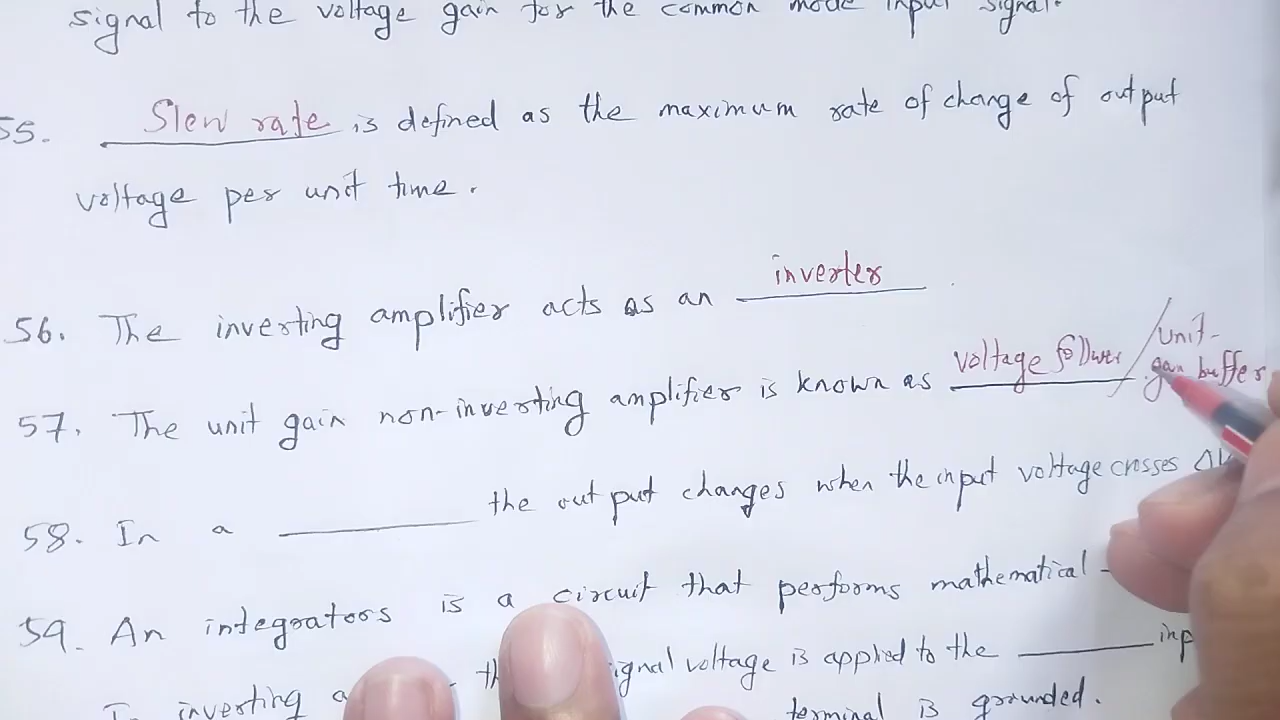 signal to the voltage gain for the common mode input signal.
55. Slew rate is defined as the maximum rate of change of output
voltage per unit time.
56. The inverting amplifier acts as an inverter.
57. The unit gain non-inverting amplifier is known as voltage follower / unit-
gain buffer
58. In a ________ the output changes when the input voltage crosses
59. An integrators is a circuit that performs mathematical
In inverting signal voltage is applied to the ________
terminal is grounded.